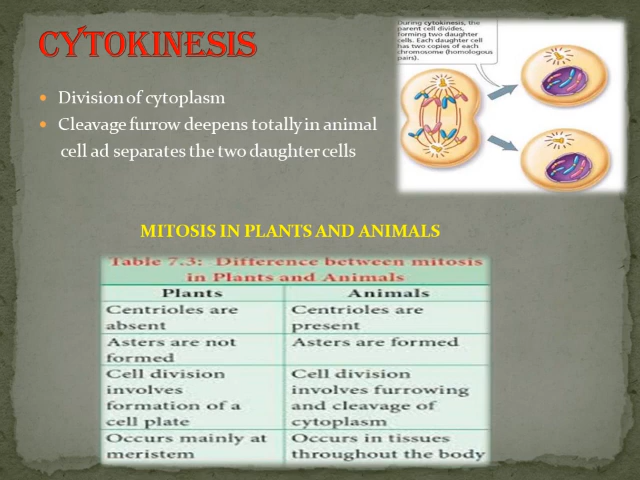 CYTOKINESIS
During cytokinesis, the
parent cell divides,
forming two daughter
cells. Each daughter cell
has two copies of each
chromosome (homologous
pairs).
• Division of cytoplasm
• Cleavage furrow deepens totally in animal
cell ad separates the two daughter cells
MITOSIS IN PLANTS AND ANIMALS
Table 7.3: Difference between mitosis
in Plants and Animals
Plants Animals
Centrioles are Centrioles are
absent present
Asters are not Asters are formed
formed
Cell division Cell division
involves involves furrowing
formation of a and cleavage of
cell plate cytoplasm
Occurs mainly at Occurs in tissues
meristem throughout the body